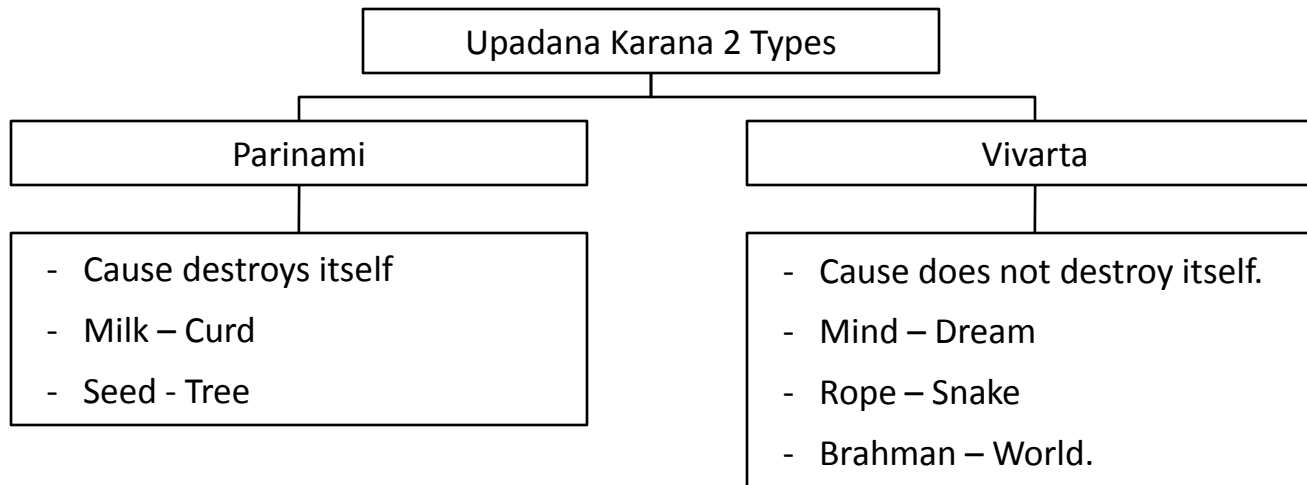 Upadana Karana 2 Types
Parinami
- Cause destroys itself
- Milk – Curd
- Seed - Tree
Vivarta
- Cause does not destroy itself.
- Mind – Dream
- Rope – Snake
- Brahman – World.